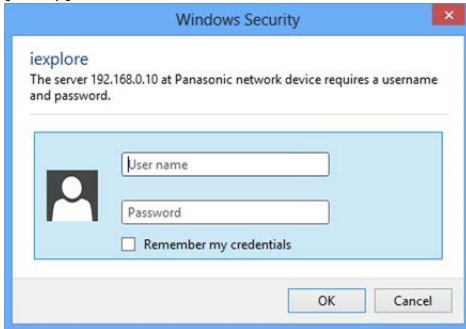 Windows Security
iexplore
The server 192.168.0.10 at Panasonic network device requires a username
and password.
User name
Password
Remember my credentials
OK
Cancel